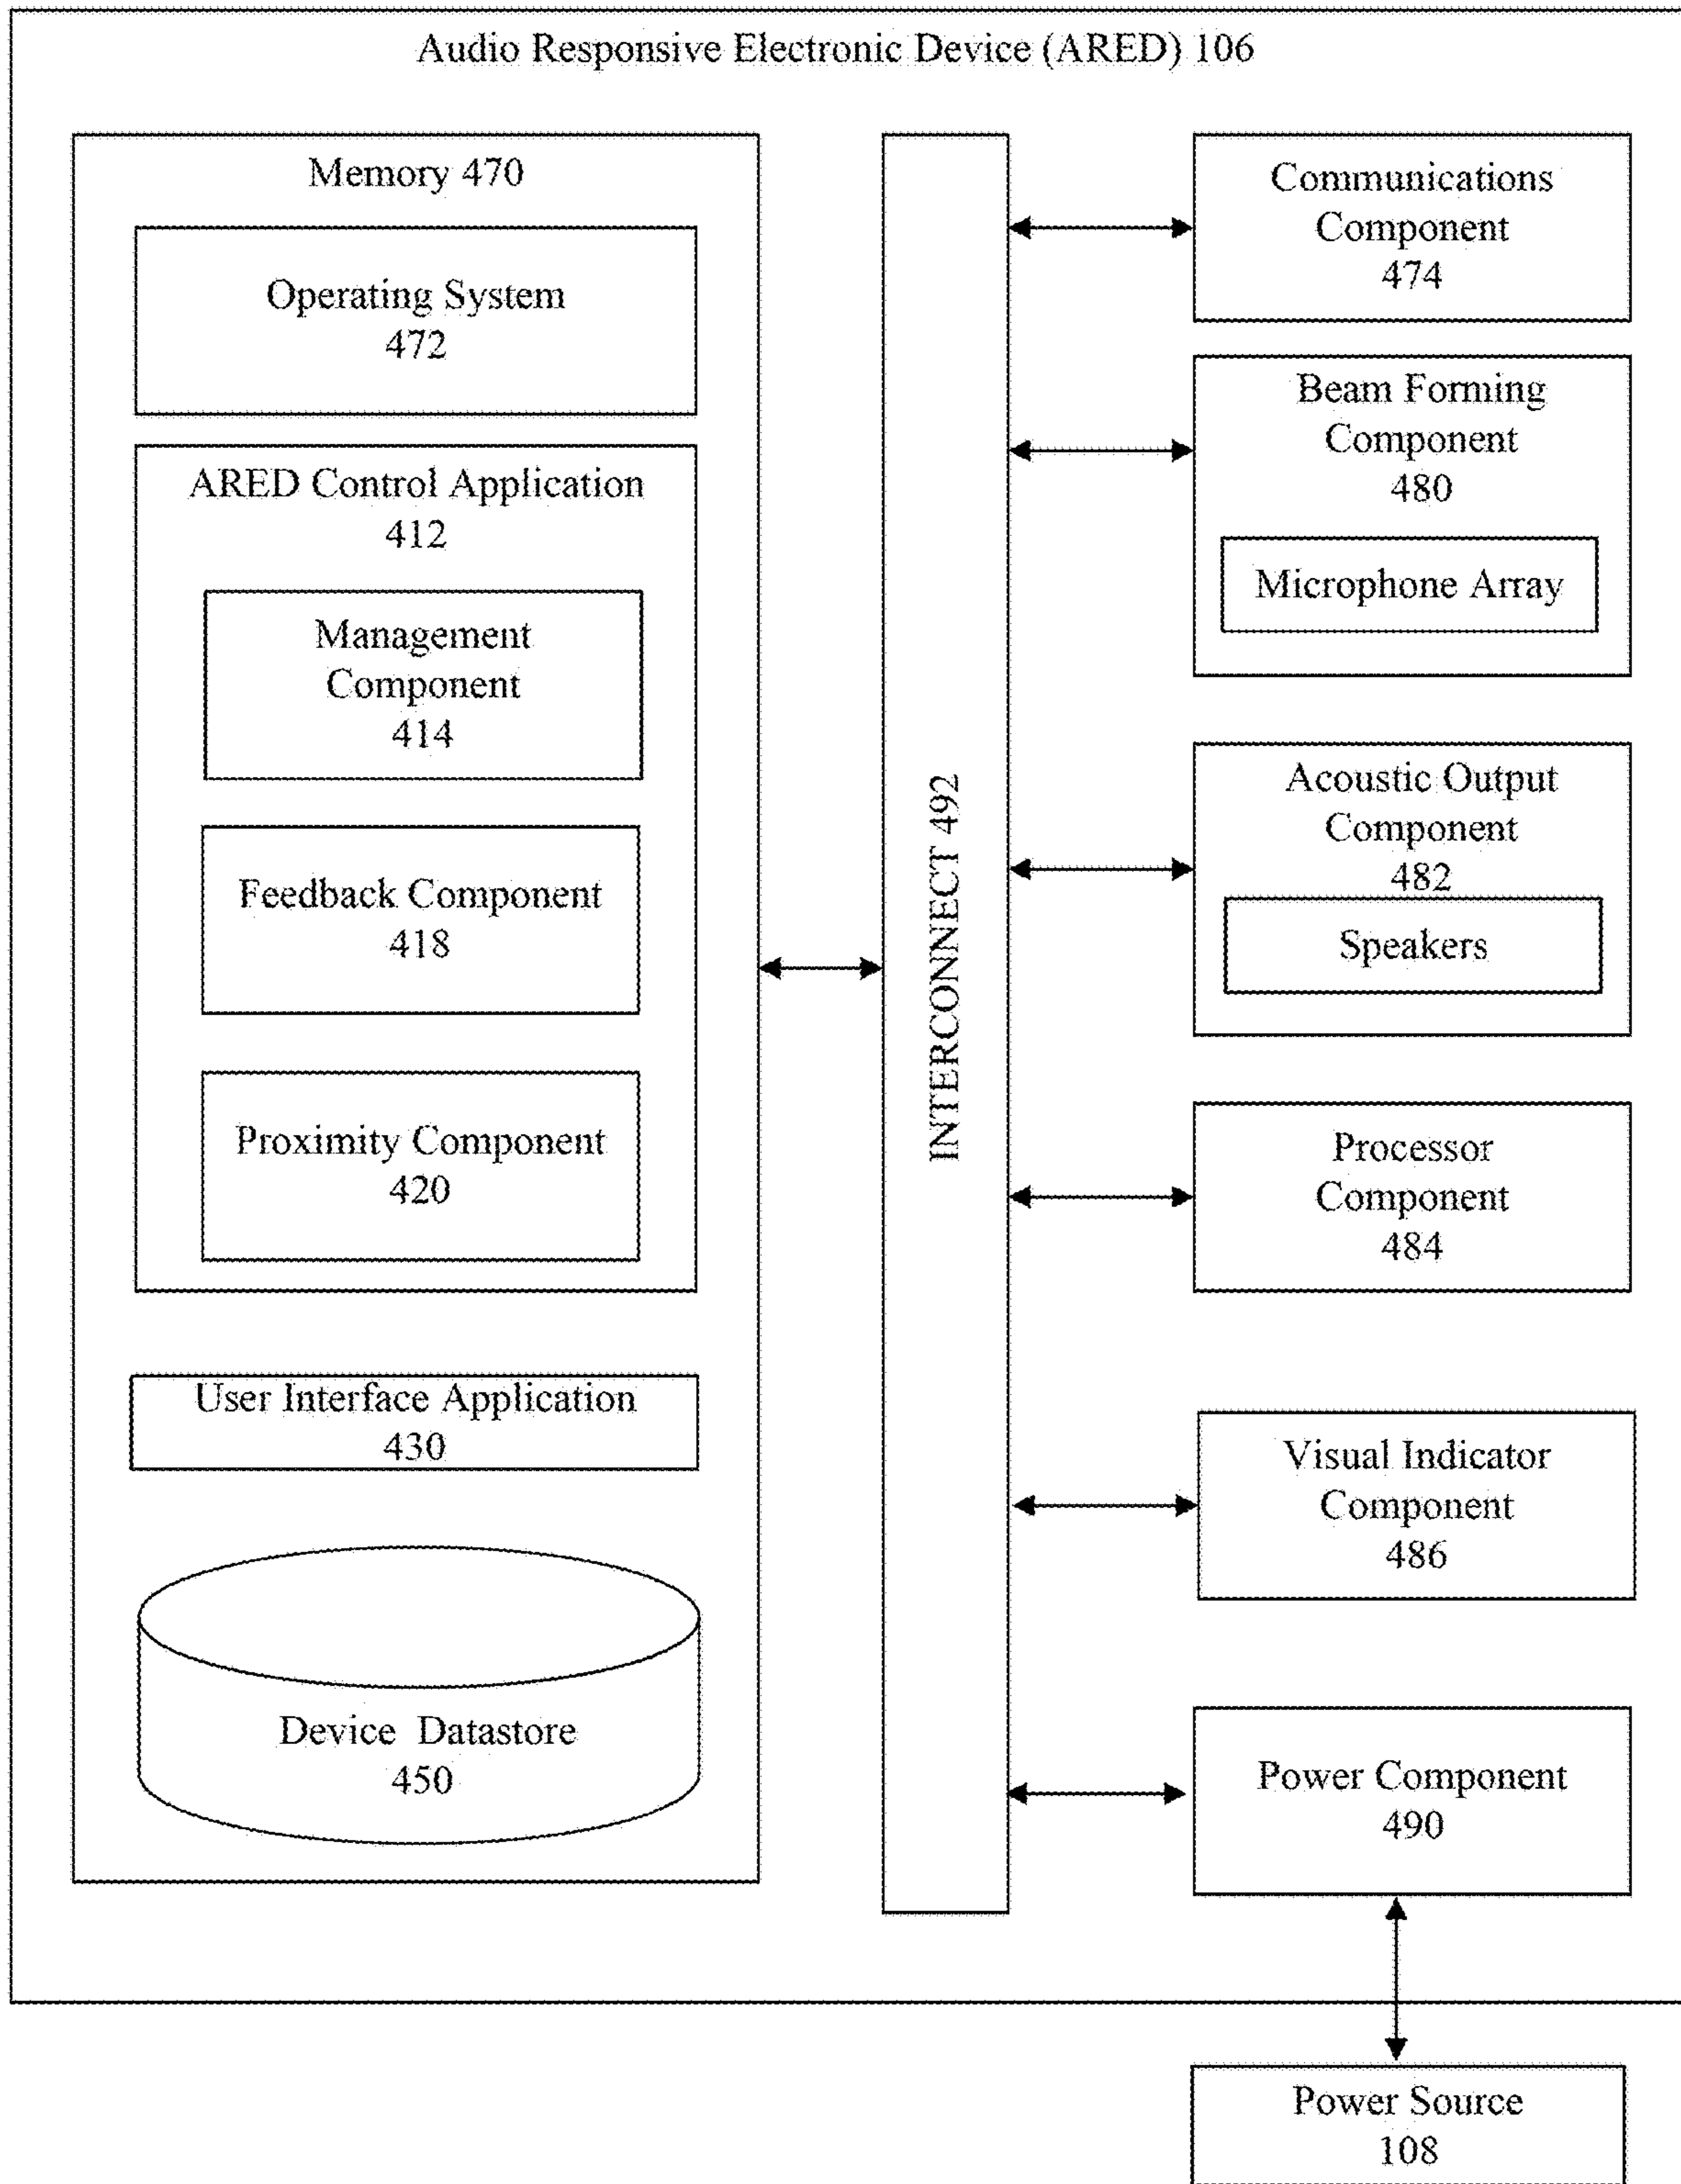 Audio Responsive Electronic Device (ARED) 106
Memory 470
Operating System
472
ARED Control Application
412
Management
Component
414
Feedback Component
418
Proximity Component
420
User Interface Application
430
Device Datastore
450
INTERCONNECT 492
Communications
Component
474
Beam Forming
Component
480
Microphone Array
Acoustic Output
Component
482
Speakers
Processor
Component
484
Visual Indicator
Component
486
Power Component
490
Power Source
108